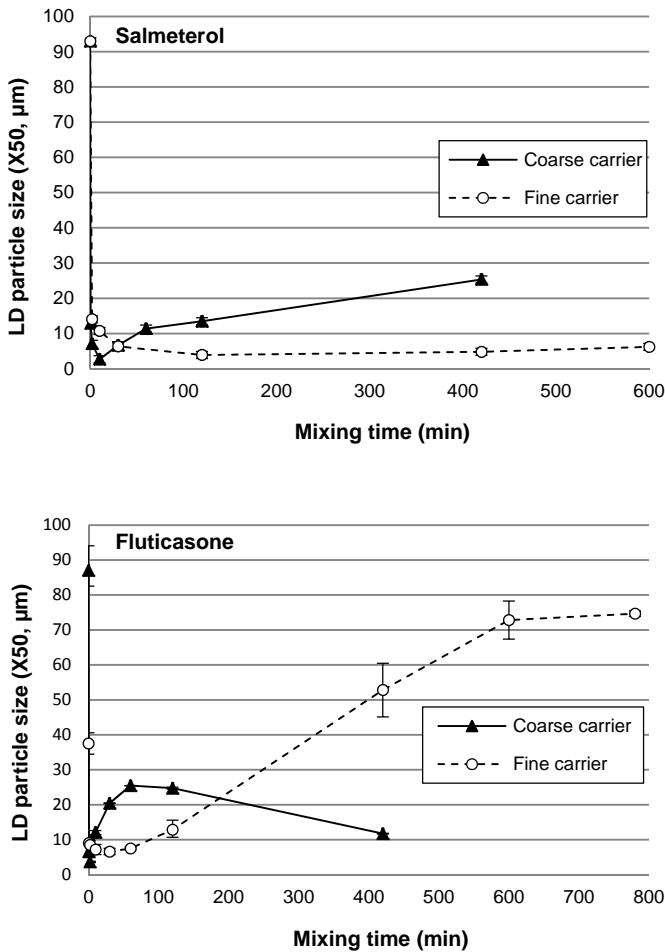 Salmeterol
LD particle size (X50, µm)
100
90
80
70
60
50
40
30
20
10
0
Coarse carrier
Fine carrier
0 100 200 300 400 500 600
Mixing time (min)
Fluticasone
LD particle size (X50, µm)
100
90
80
70
60
50
40
30
20
10
0
Coarse carrier
Fine carrier
0 100 200 300 400 500 600 700 800
Mixing time (min)